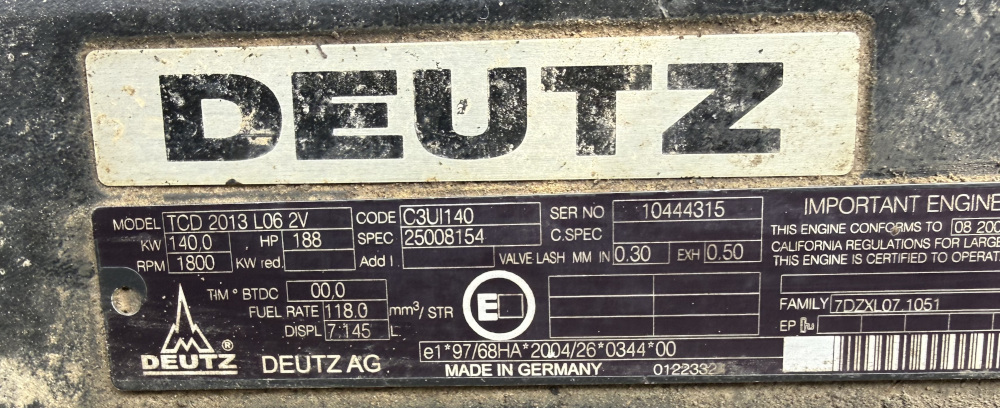 DEUTZ
MODEL TCD 2013 L06 2V CODE C3UI140 SER NO 10444315 IMPORTANT ENGINE
KW 140,0 HP 188 SPEC 25008154 C.SPEC THIS ENGINE CONFORMS TO 08 200
RPM 1800 KW red. Add I. VALVE LASH MM IN 0.30 EXH 0.50 CALIFORNIA REGULATIONS FOR LARGE
THIS ENGINE IS CERTIFIED TO OPERAT
TIM ° BTDC 00,0
FUEL RATE 118.0 mm³/ STR E FAMILY 7DZXL07.1051
DISPL 7,145 L EP
DEUTZ ® DEUTZ AG e1*97/68HA*2004/26*0344*00
MADE IN GERMANY